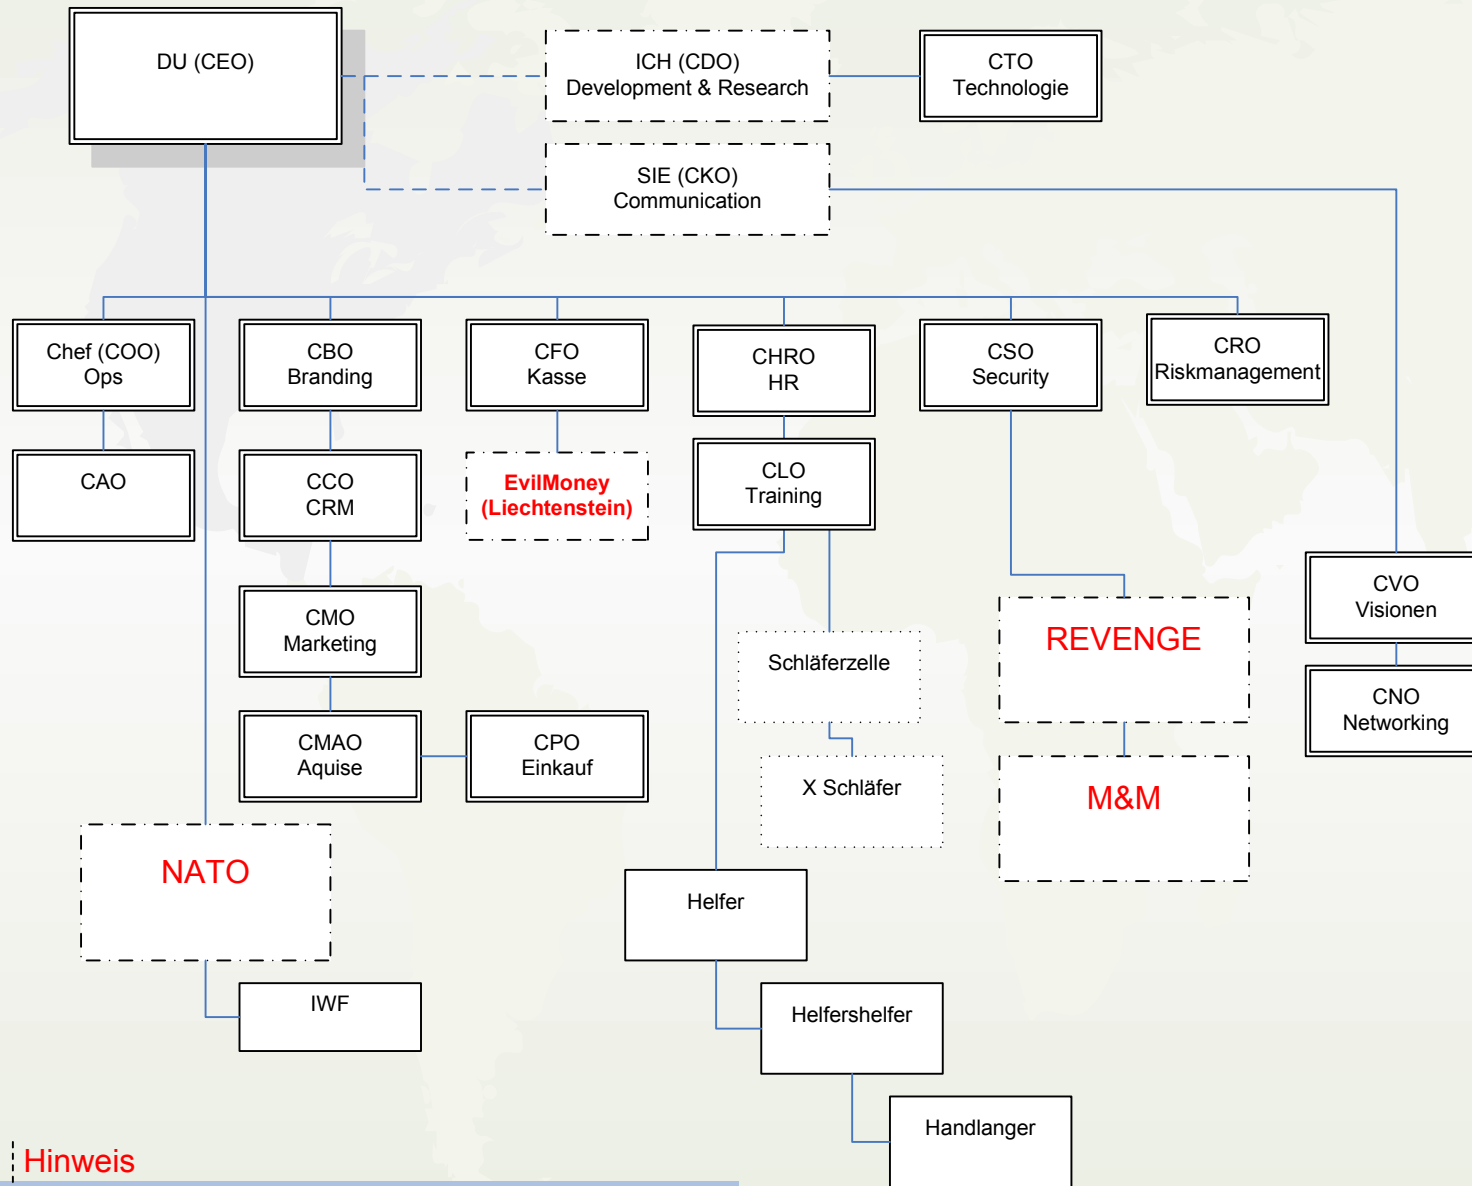 DU (CEO)
ICH (CDO)
Development & Research
CTO
Technologie
SIE (CKO)
Communication
Chef (COO)
Ops
CBO
Branding
CFO
Kasse
CHRO
HR
CSO
Security
CRO
Riskmanagement
CAO
CCO
CRM
EvilMoney
(Liechtenstein)
CLO
Training
CMO
Marketing
Schläferzelle
REVENGE
CVO
Visionen
CMAO
Aquise
CPO
Einkauf
X Schläfer
M&M
CNO
Networking
NATO
Helfer
IWF
Helfershelfer
Handlanger
Hinweis